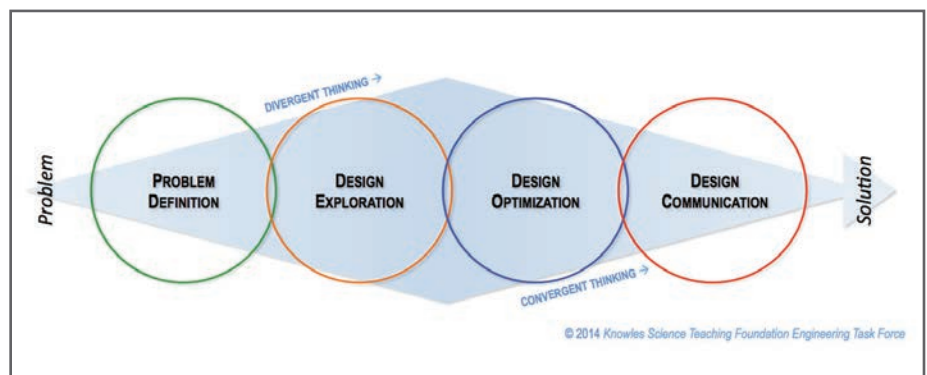 DIVERGENT THINKING →
Problem
PROBLEM
DEFINITION
DESIGN
EXPLORATION
DESIGN
OPTIMIZATION
DESIGN
COMMUNICATION
Solution
CONVERGENT THINKING →
© 2014 Knowles Science Teaching Foundation Engineering Task Force